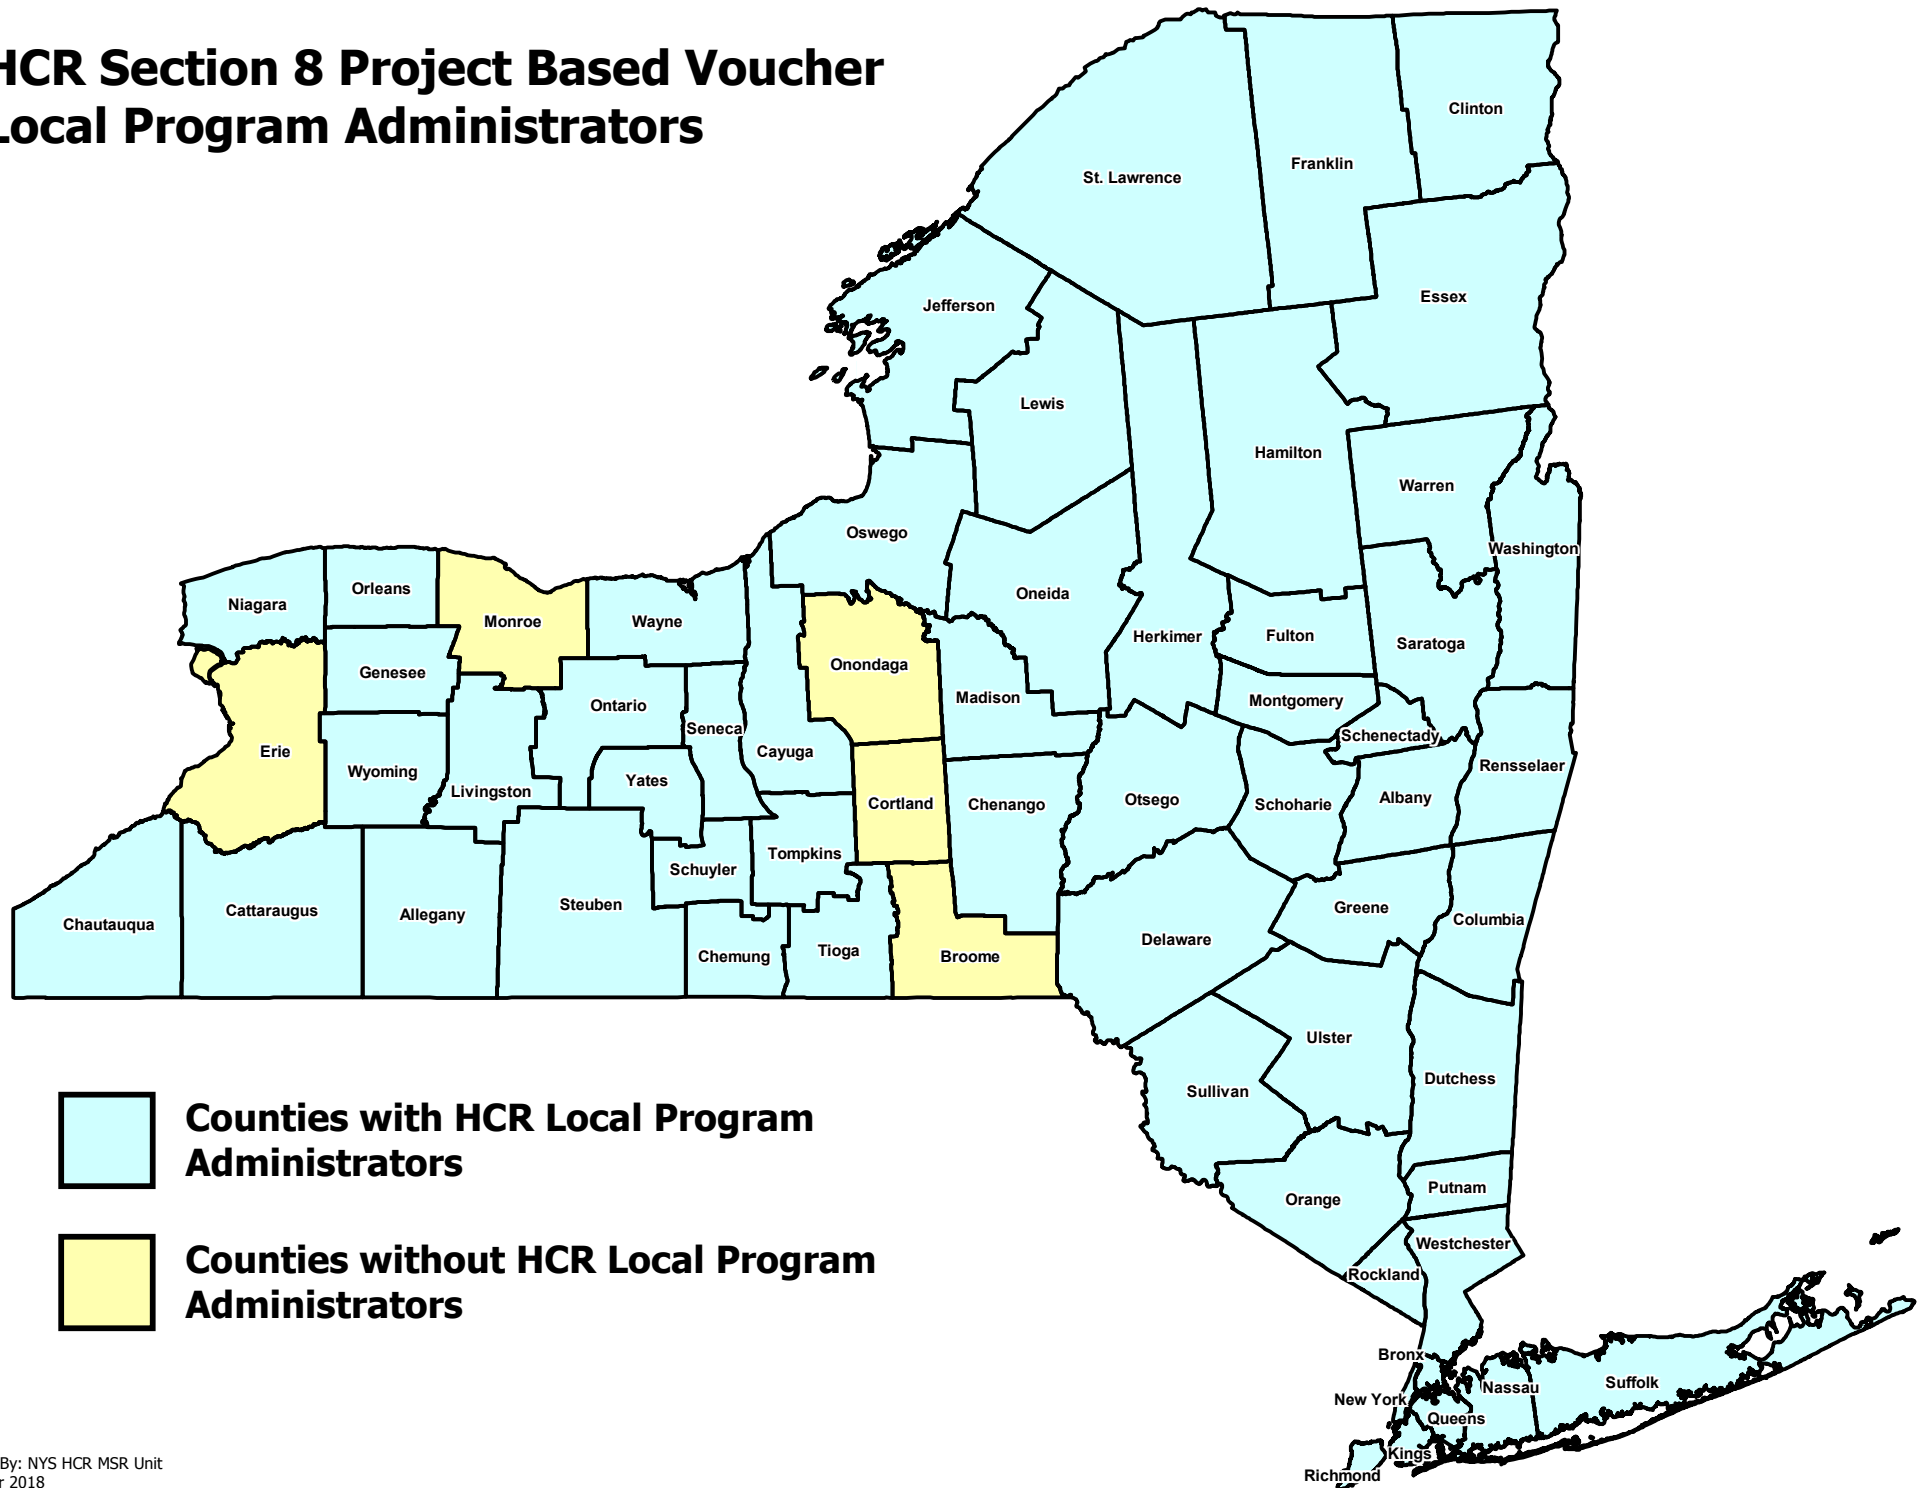 HCR Section 8 Project Based Voucher
Local Program Administrators
Clinton
Franklin
St. Lawrence
Essex
Jefferson
Lewis
Hamilton
Warren
Oswego
Washington
Oneida
Orleans
Niagara
Monroe
Wayne
Herkimer
Fulton
Saratoga
Onondaga
Genesee
Madison
Montgomery
Ontario
Seneca
Schenectady
Cayuga
Erie
Rensselaer
Wyoming
Yates
Livingston
Cortland
Chenango
Otsego
Schoharie
Albany
Tompkins
Schuyler
Steuben
Greene
Cattaraugus
Allegany
Columbia
Chautauqua
Delaware
Tioga
Chemung
Broome
Ulster
Dutchess
Sullivan
Counties with HCR Local Program
Administrators
Putnam
Orange
Westchester
Counties without HCR Local Program
Administrators
Rockland
Bronx
Suffolk
Nassau
New York
Queens
Kings
Richmond
By: NYS HCR MSR Unit
2018